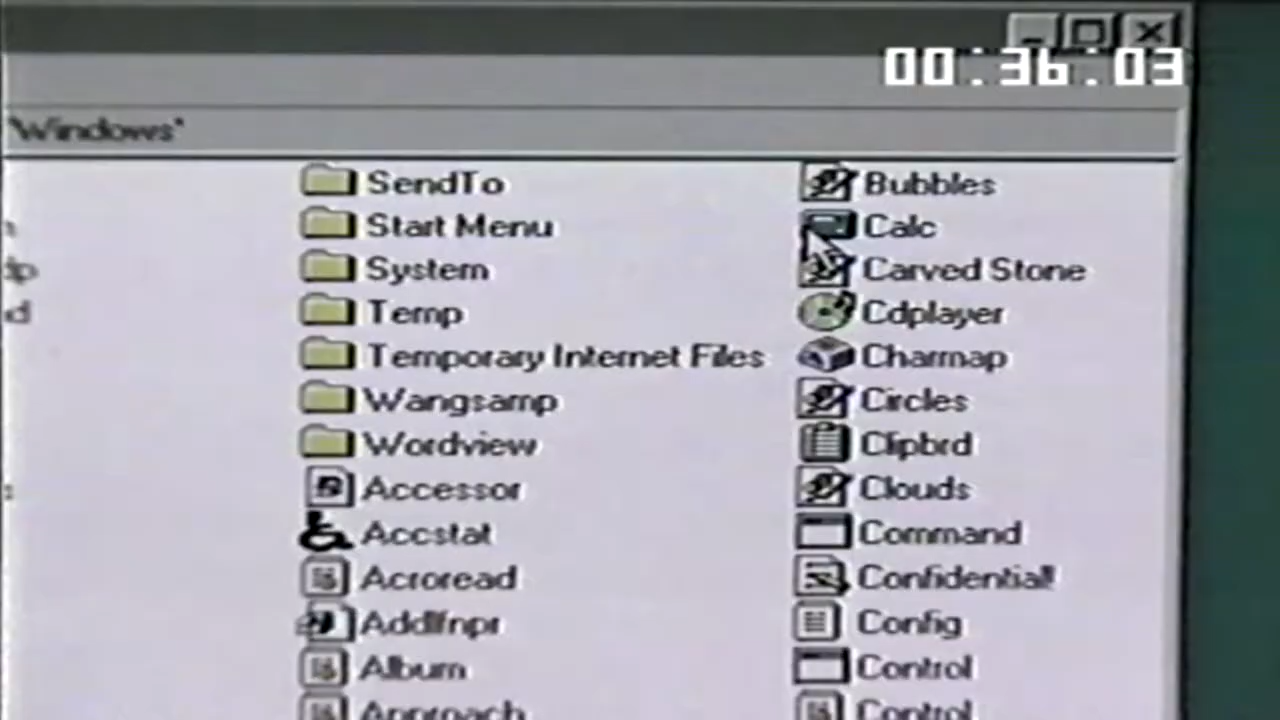 00:36:03
'Windows'
SendTo
Start Menu
System
Temp
Temporary Internet Files
Wangsamp
Wordview
Accessor
Accstat
Acroread
Addlfnpr
Album
Approach
Bubbles
Calc
Carved Stone
Cdplayer
Charmap
Circles
Clipbrd
Clouds
Command
Confidential!
Config
Control
Control